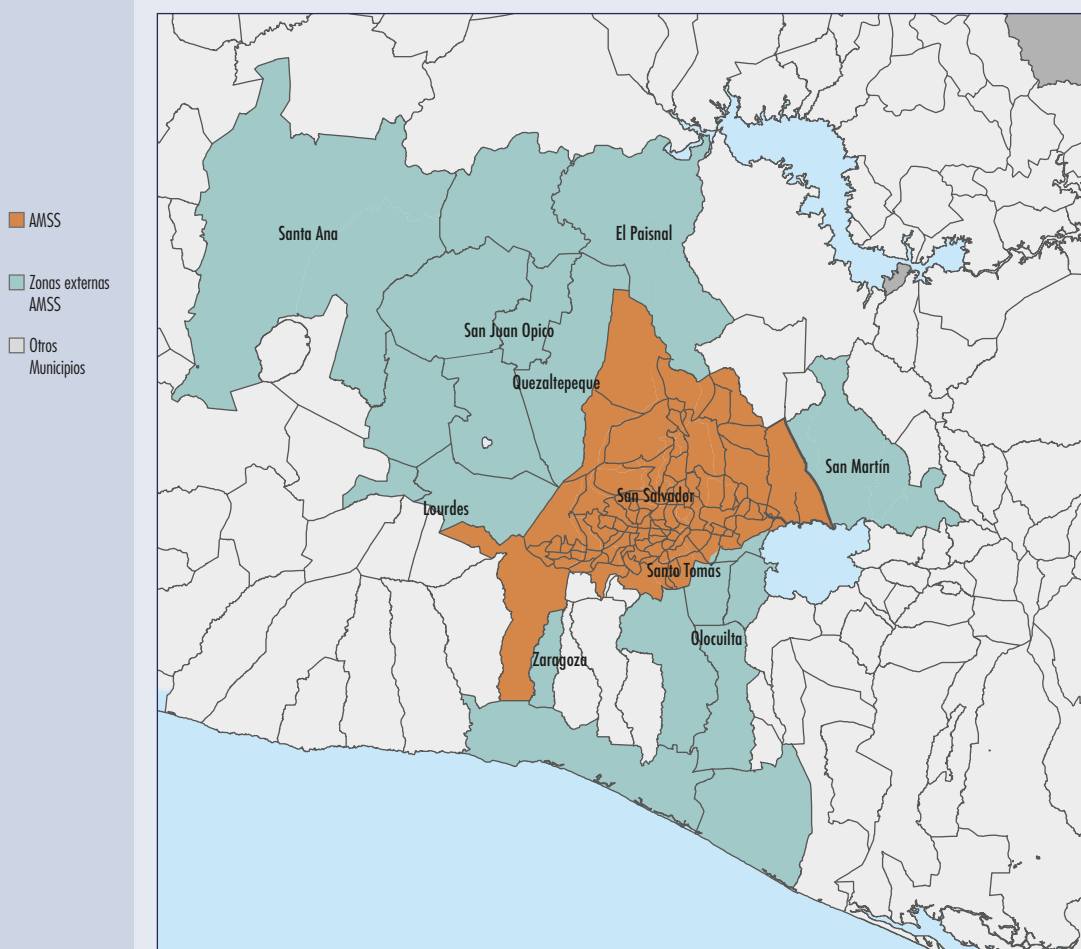 AMSS
Zonas externas
AMSS
Otros
Municipios
Santa Ana
El Paisnal
San Juan Opico
Quezaltepeque
San Martín
San Salvador
Lourdes
Santo Tomas
Olocuilta
Zaragoza